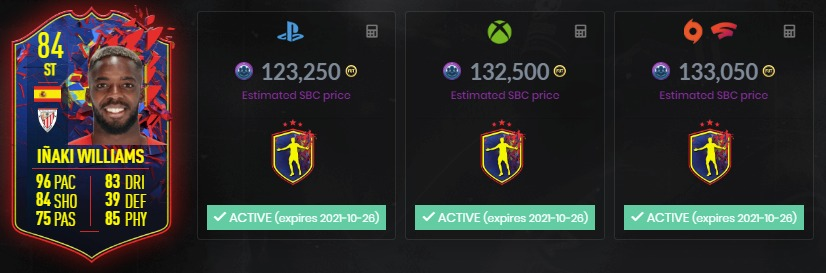 84
ST
IÑAKI WILLIAMS
96 PAC 83 DRI
84 SHO 39 DEF
75 PAS 85 PHY
123,250
Estimated SBC price
ACTIVE (expires 2021-10-26)
132,500
Estimated SBC price
ACTIVE (expires 2021-10-26)
133,050
Estimated SBC price
ACTIVE (expires 2021-10-26)